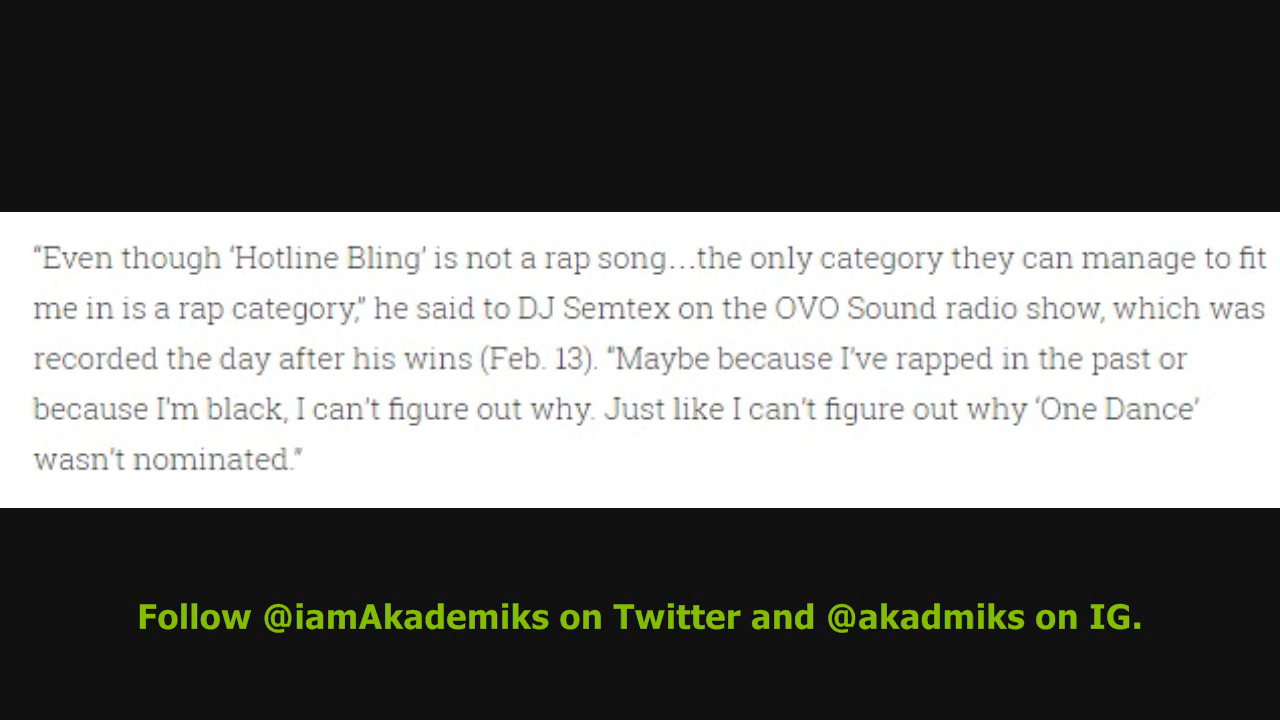 “Even though ‘Hotline Bling’ is not a rap song…the only category they can manage to fit
me in is a rap category,” he said to DJ Semtex on the OVO Sound radio show, which was
recorded the day after his wins (Feb. 13). “Maybe because I’ve rapped in the past or
because I’m black, I can’t figure out why. Just like I can’t figure out why ‘One Dance’
wasn’t nominated.”
Follow @iamAkademiks on Twitter and @akadmiks on IG.